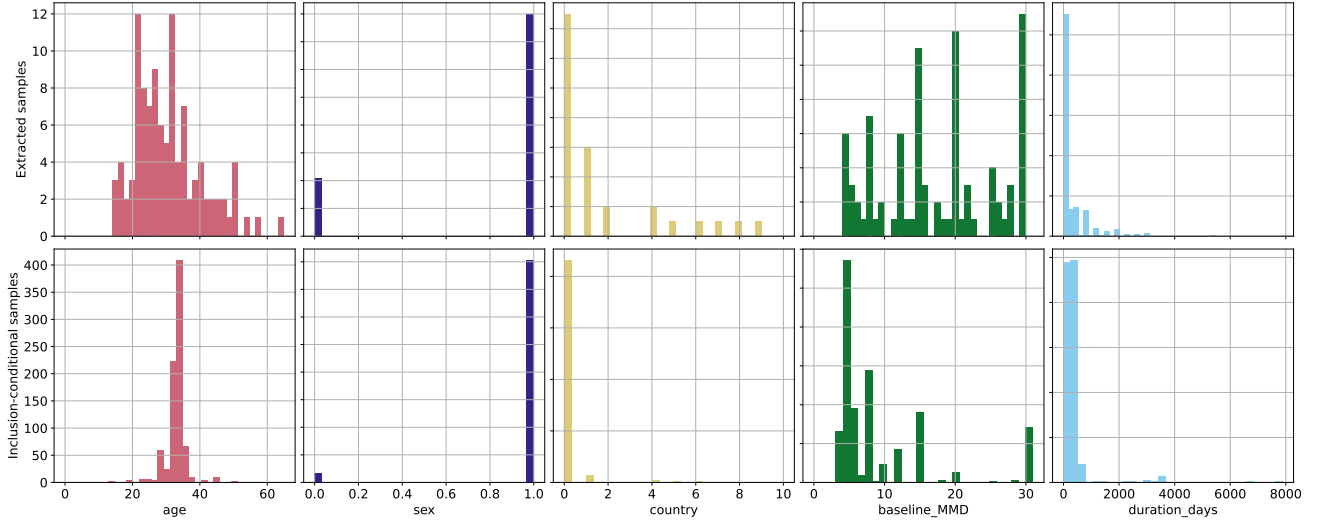 Extracted samples
12
10
8
6
4
2
0
Inclusion-conditional samples
400
350
300
250
200
150
100
50
0
0 20 40 60
0.0 0.2 0.4 0.6 0.8 1.0
0 2 4 6 8 10
0 10 20 30
0 2000 4000 6000 8000
age
sex
country
baseline_MMD
duration_days